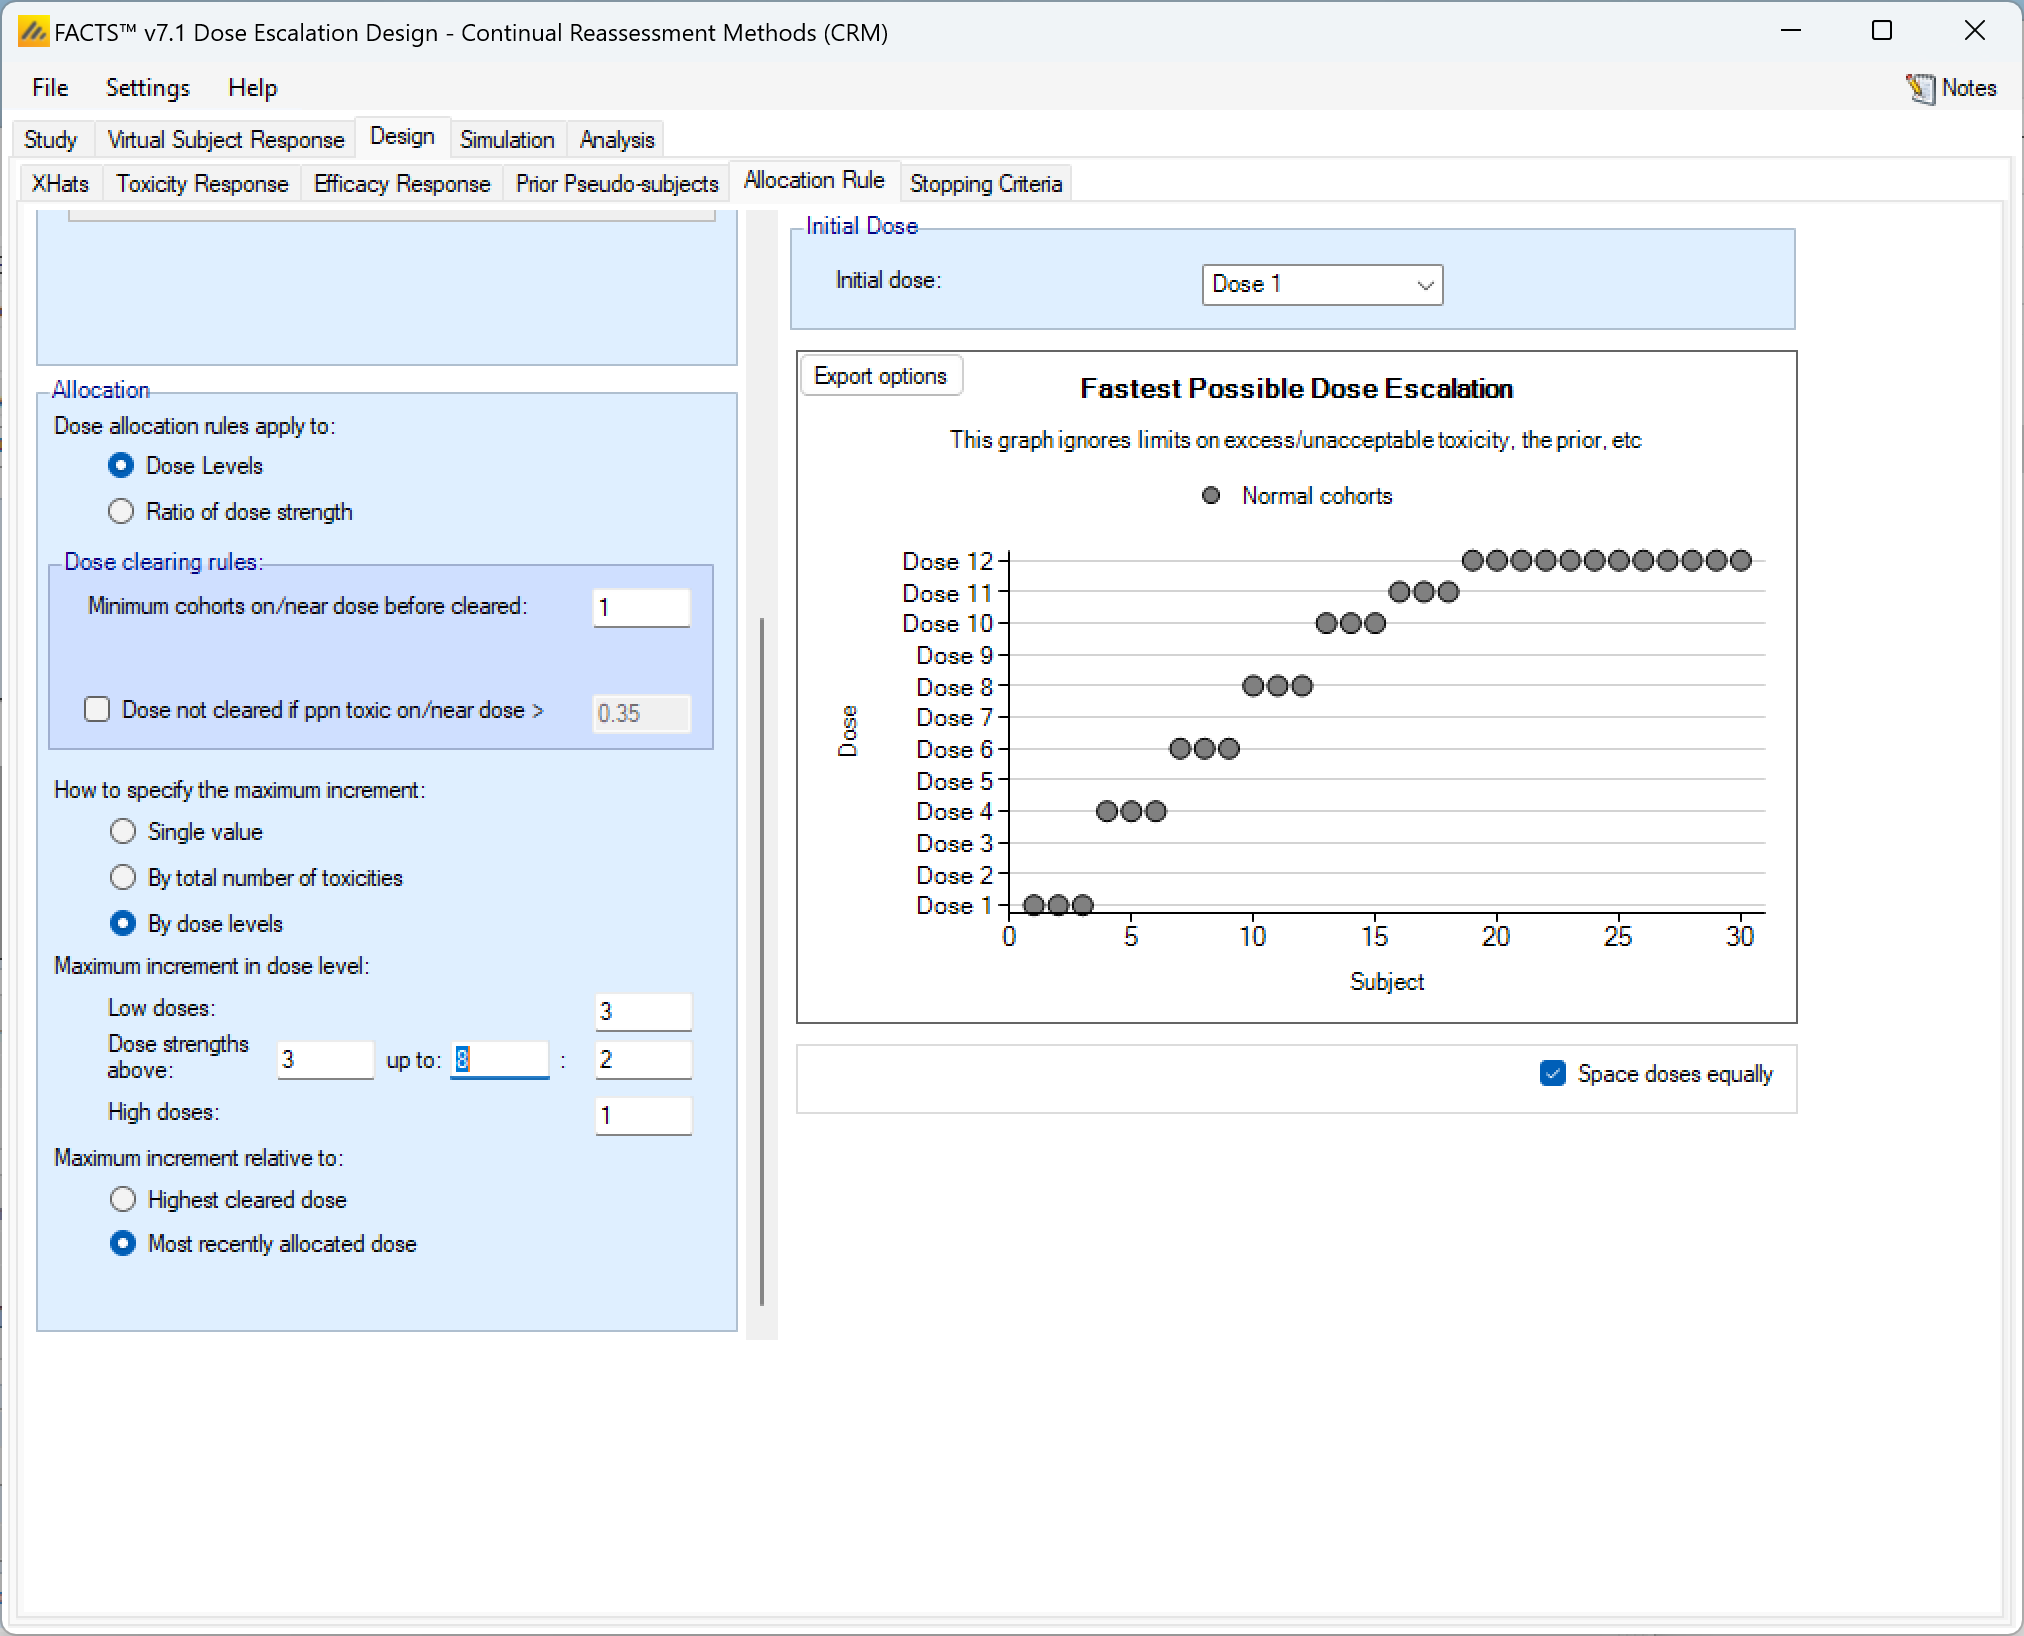 FACTS™ v7.1 Dose Escalation Design - Continual Reassessment Methods (CRM)
File Settings Help Notes
Study Virtual Subject Response Design Simulation Analysis
XHats Toxicity Response Efficacy Response Prior Pseudo-subjects Allocation Rule Stopping Criteria
Allocation
Dose allocation rules apply to:
Dose Levels
Ratio of dose strength
Dose clearing rules:
Minimum cohorts on/near dose before cleared: 1
Dose not cleared if ppn toxic on/near dose > 0.35
How to specify the maximum increment:
Single value
By total number of toxicities
By dose levels
Maximum increment in dose level:
Low doses: 3
Dose strengths above: 3 up to: 8 : 2
High doses: 1
Maximum increment relative to:
Highest cleared dose
Most recently allocated dose
Initial Dose
Initial dose: Dose 1
Export options
Fastest Possible Dose Escalation
This graph ignores limits on excess/unacceptable toxicity, the prior, etc
Normal cohorts
Dose
Dose 12
Dose 11
Dose 10
Dose 9
Dose 8
Dose 7
Dose 6
Dose 5
Dose 4
Dose 3
Dose 2
Dose 1
0 5 10 15 20 25 30
Subject
Space doses equally